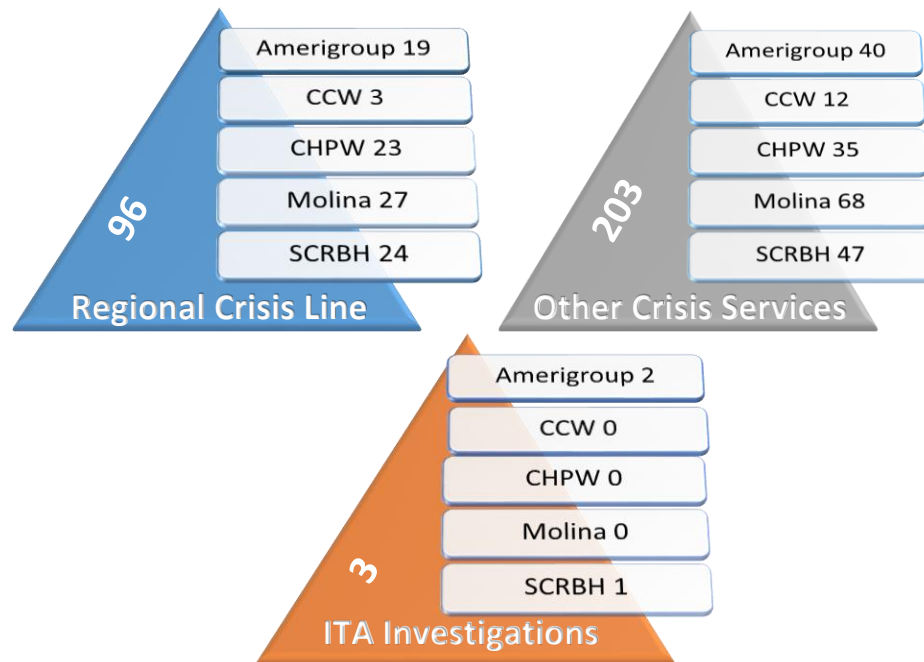 Amerigroup 19
CCW 3
CHPW 23
Molina 27
SCRBH 24
96
Regional Crisis Line
Amerigroup 40
CCW 12
CHPW 35
Molina 68
SCRBH 47
203
Other Crisis Services
Amerigroup 2
CCW 0
CHPW 0
Molina 0
SCRBH 1
3
ITA Investigations